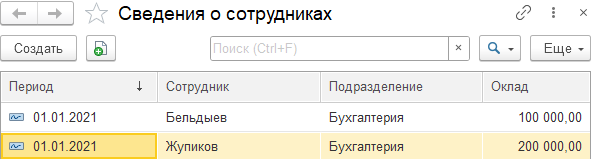 Сведения о сотрудниках
Создать Поиск (Ctrl+F) × Еще
Период ↓ Сотрудник Подразделение Оклад
01.01.2021 Бельдыев Бухгалтерия 100 000,00
01.01.2021 Жупиков Бухгалтерия 200 000,00